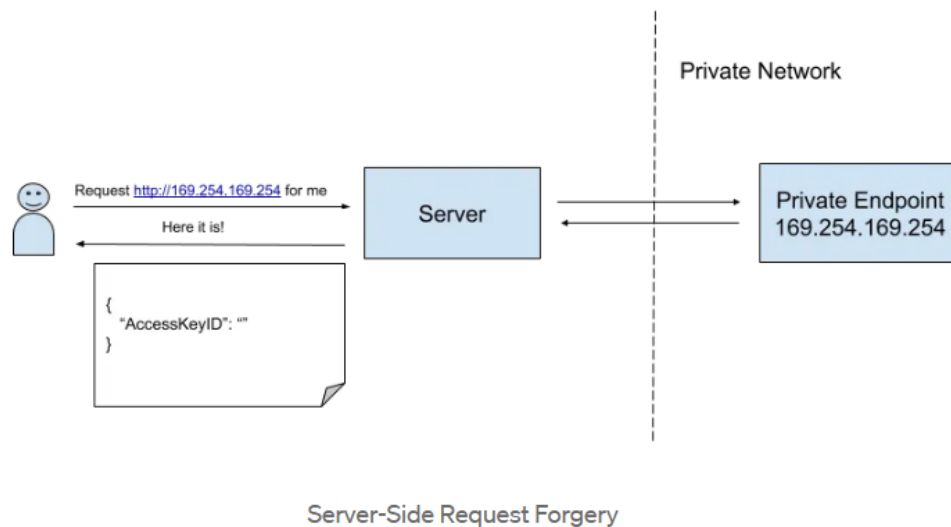 Private Network
Request http://169.254.169.254 for me
Here it is!
Server
Private Endpoint
169.254.169.254
{
“AccessKeyID”: “”
}
Server-Side Request Forgery